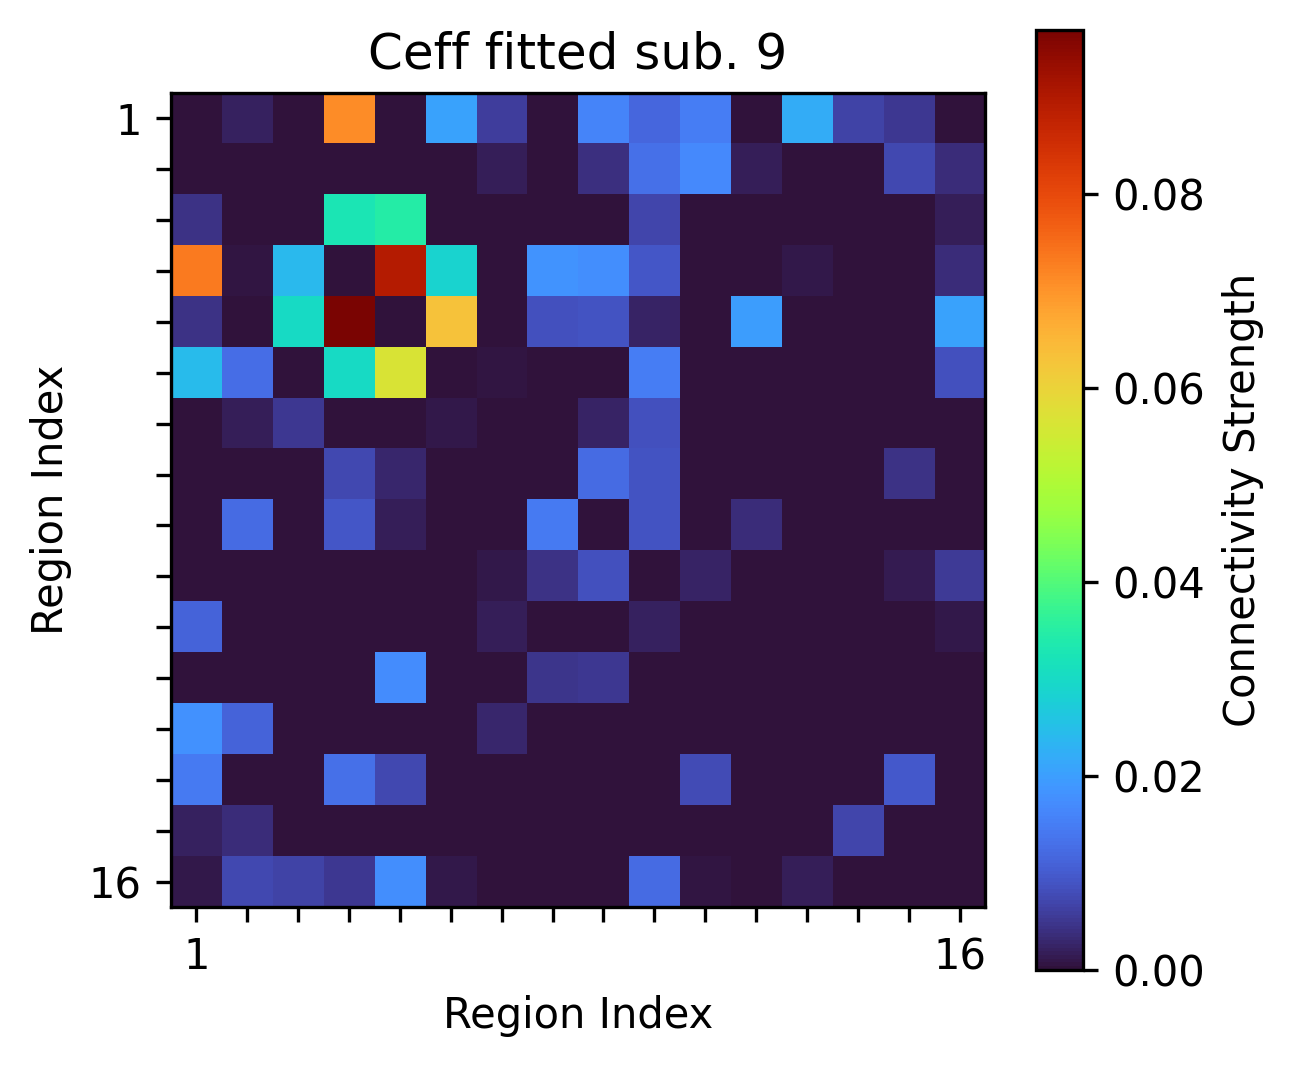 Ceff fitted sub. 9
1
16
Region Index
1
16
Region Index
0.08
0.06
0.04
0.02
0.00
Connectivity Strength